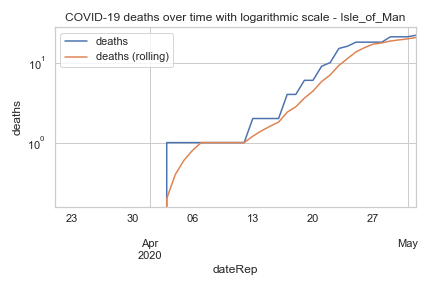 COVID-19 deaths over time with logarithmic scale - Isle_of_Man
deaths
deaths (rolling)
10^1
10^0
deaths
23 30 06 13 20 27
Apr May
2020
dateRep